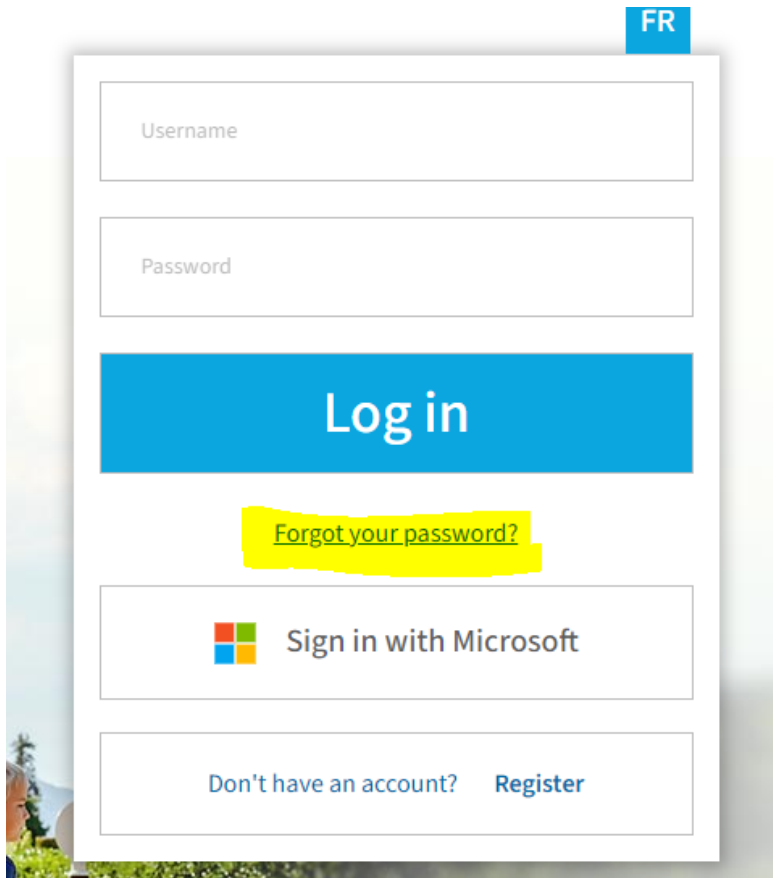 FR
Username
Password
Log in
Forgot your password?
Sign in with Microsoft
Don't have an account? Register